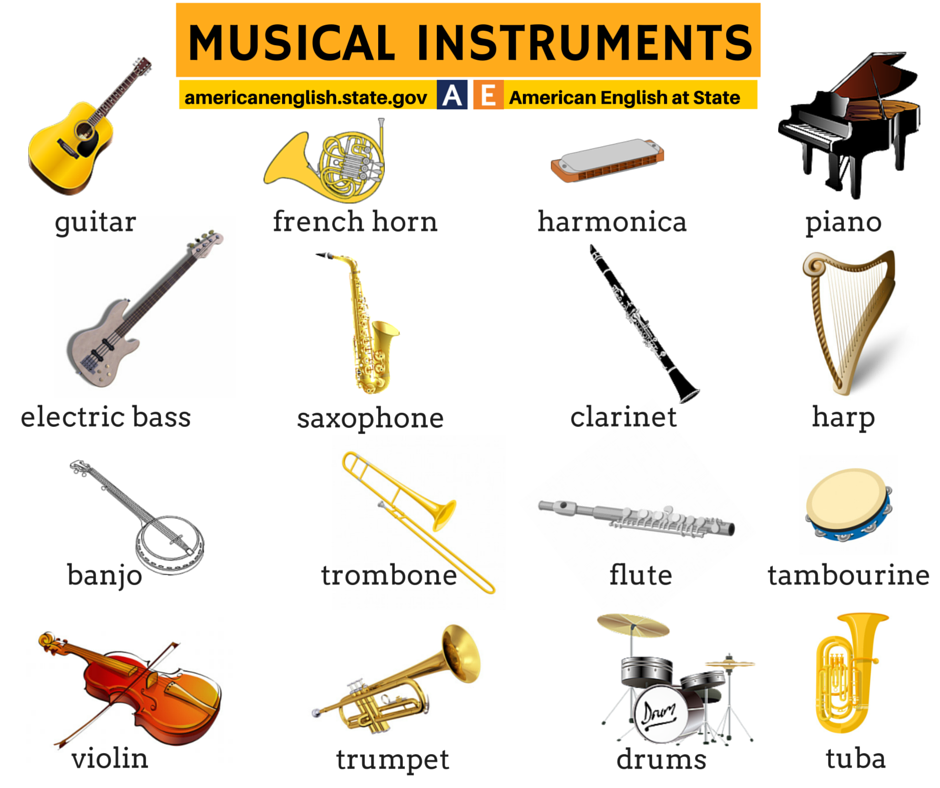 MUSICAL INSTRUMENTS
americanenglish.state.gov A E American English at State
guitar french horn harmonica piano
electric bass saxophone clarinet harp
banjo trombone flute tambourine
Drum
violin trumpet drums tuba